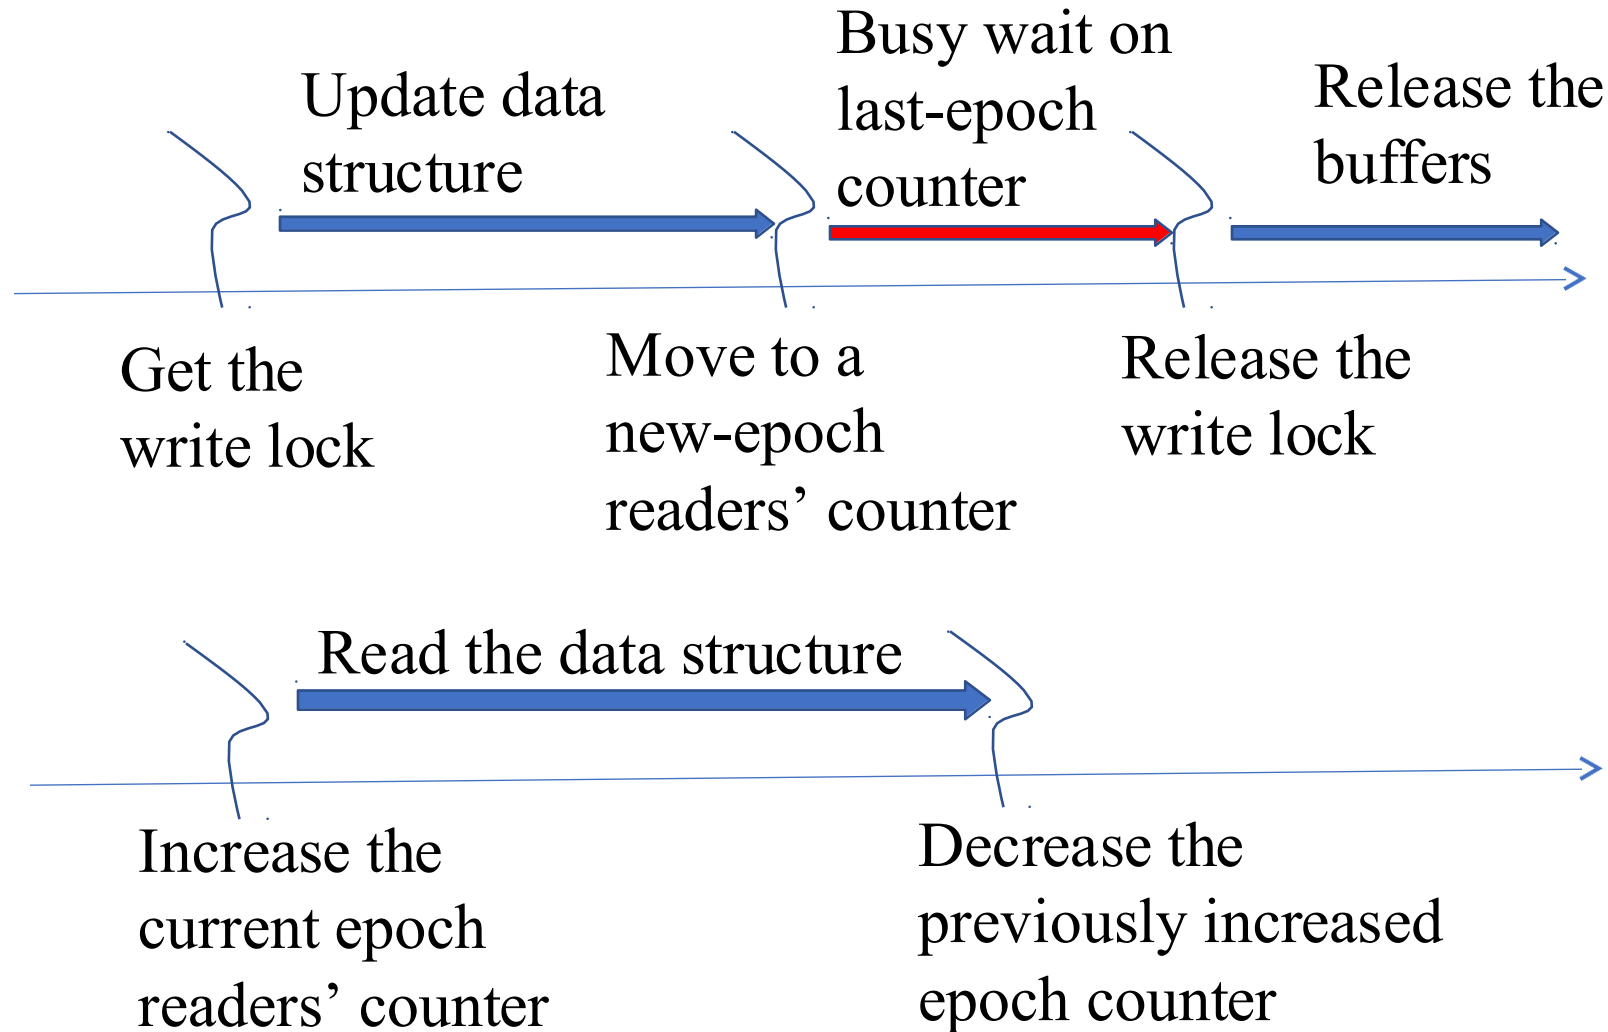 Update data
structure
Busy wait on
last-epoch
counter
Release the
buffers
Get the
write lock
Move to a
new-epoch
readers’ counter
Release the
write lock
Read the data structure
Increase the
current epoch
readers’ counter
Decrease the
previously increased
epoch counter